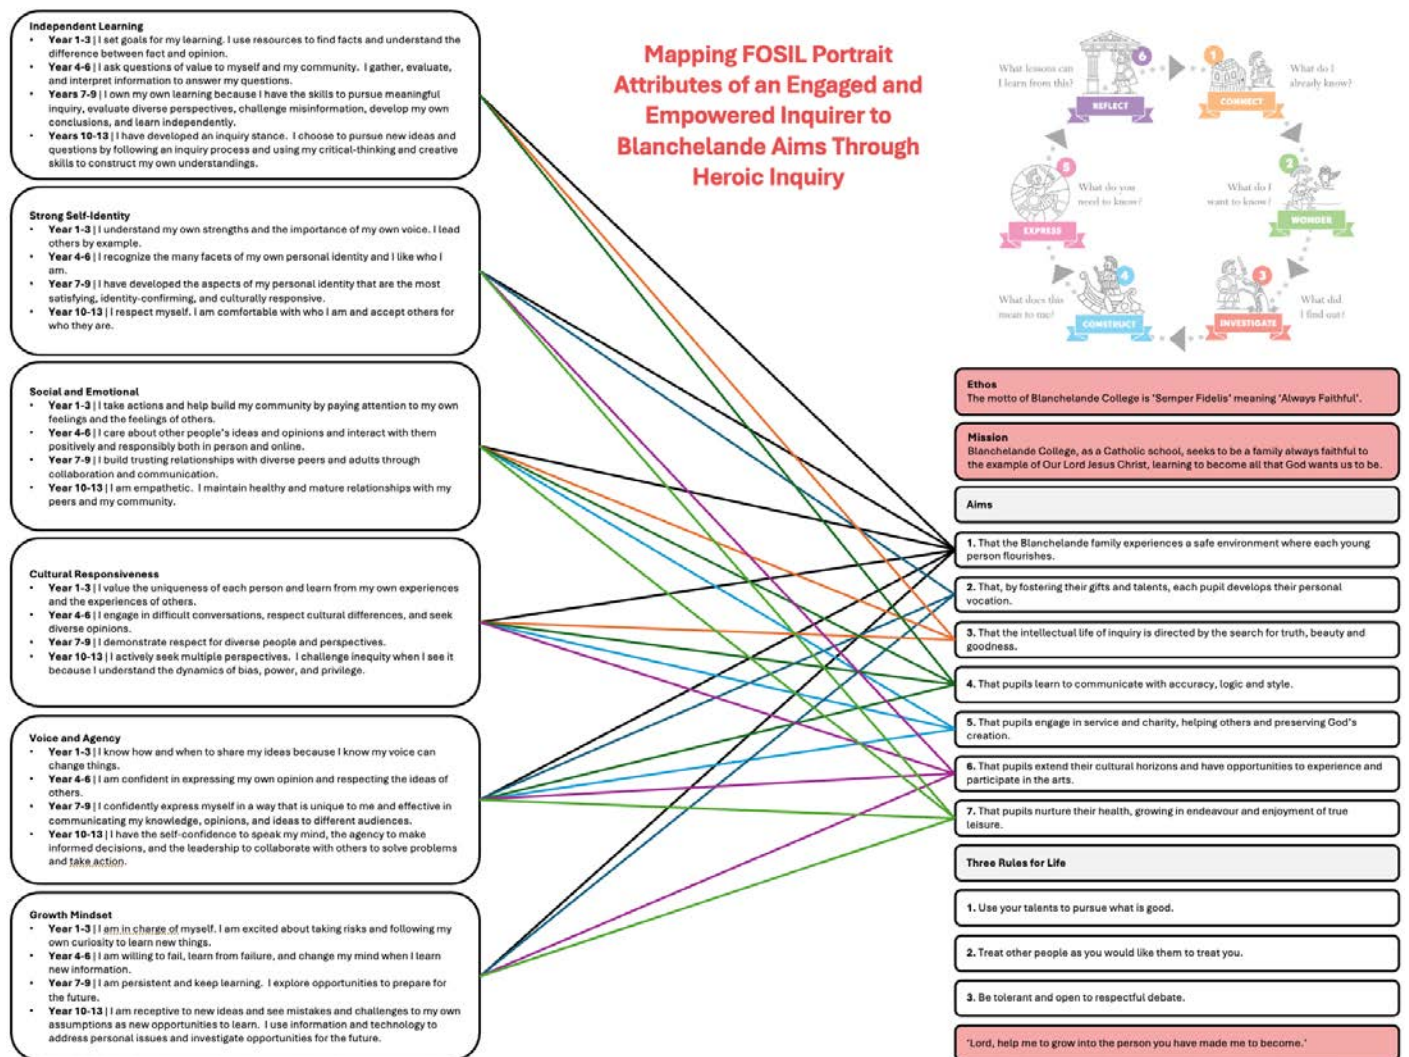 Independent Learning
• Year 1-3 | I set goals for my learning. I use resources to find facts and understand the
difference between fact and opinion.
• Year 4-6 | I ask questions of value to myself and my community. I gather, evaluate,
and interpret information to answer my questions.
• Years 7-9 | I own my own learning because I have the skills to pursue meaningful
inquiry, evaluate diverse perspectives, challenge misinformation, develop my own
conclusions, and learn independently.
• Years 10-13 | I have developed an inquiry stance. I choose to pursue new ideas and
questions by following an inquiry process and using my critical-thinking and creative
skills to construct my own understandings.
Strong Self-Identity
• Year 1-3 | I understand my own strengths and the importance of my own voice. I lead
others by example.
• Year 4-6 | I recognize the many facets of my own personal identity and I like who I
am.
• Year 7-9 | I have developed the aspects of my personal identity that are the most
satisfying, identity-confirming, and culturally responsive.
• Year 10-13 | I respect myself. I am comfortable with who I am and accept others for
who they are.
Social and Emotional
• Year 1-3 | I take actions and help build my community by paying attention to my own
feelings and the feelings of others.
• Year 4-6 | I care about other people's ideas and opinions and interact with them
positively and responsibly both in person and online.
• Year 7-9 | I build trusting relationships with diverse peers and adults through
collaboration and communication.
• Year 10-13 | I am empathetic. I maintain healthy and mature relationships with my
peers and my community.
Cultural Responsiveness
• Year 1-3 | I value the uniqueness of each person and learn from my own experiences
and the experiences of others.
• Year 4-6 | I engage in difficult conversations, respect cultural differences, and seek
diverse opinions.
• Year 7-9 | I demonstrate respect for diverse people and perspectives.
• Year 10-13 | I actively seek multiple perspectives. I challenge inequity when I see it
because I understand the dynamics of bias, power, and privilege.
Voice and Agency
• Year 1-3 | I know how and when to share my ideas because I know my voice can
change things.
• Year 4-6 | I am confident in expressing my own opinion and respecting the ideas of
others.
• Year 7-9 | I confidently express myself in a way that is unique to me and effective in
communicating my knowledge, opinions, and ideas to different audiences.
• Year 10-13 | I have the self-confidence to speak my mind, the agency to make
informed decisions, and the leadership to collaborate with others to solve problems
and take action.
Growth Mindset
• Year 1-3 | I am in charge of myself. I am excited about taking risks and following my
own curiosity to learn new things.
• Year 4-6 | I am willing to fail, learn from failure, and change my mind when I learn
new information.
• Year 7-9 | I am persistent and keep learning. I explore opportunities to prepare for
the future.
• Year 10-13 | I am receptive to new ideas and see mistakes and challenges to my own
assumptions as new opportunities to learn. I use information and technology to
address personal issues and investigate opportunities for the future.
Mapping FOSIL Portrait
Attributes of an Engaged and
Empowered Inquirer to
Blanchelande Aims Through
Heroic Inquiry
1
CONNECT
What do I
already know?
2
WONDER
What do I
want to know?
3
INVESTIGATE
What did
I find out?
4
CONSTRUCT
What does this
mean to me?
5
EXPRESS
What do you
need to know?
6
REFLECT
What lessons can
I learn from this?
Ethos
The motto of Blanchelande College is 'Semper Fidelis' meaning 'Always Faithful'.
Mission
Blanchelande College, as a Catholic school, seeks to be a family always faithful to
the example of Our Lord Jesus Christ, learning to become all that God wants us to be.
Aims
1. That the Blanchelande family experiences a safe environment where each young
person flourishes.
2. That, by fostering their gifts and talents, each pupil develops their personal
vocation.
3. That the intellectual life of inquiry is directed by the search for truth, beauty and
goodness.
4. That pupils learn to communicate with accuracy, logic and style.
5. That pupils engage in service and charity, helping others and preserving God's
creation.
6. That pupils extend their cultural horizons and have opportunities to experience and
participate in the arts.
7. That pupils nurture their health, growing in endeavour and enjoyment of true
leisure.
Three Rules for Life
1. Use your talents to pursue what is good.
2. Treat other people as you would like them to treat you.
3. Be tolerant and open to respectful debate.
'Lord, help me to grow into the person you have made me to become.'